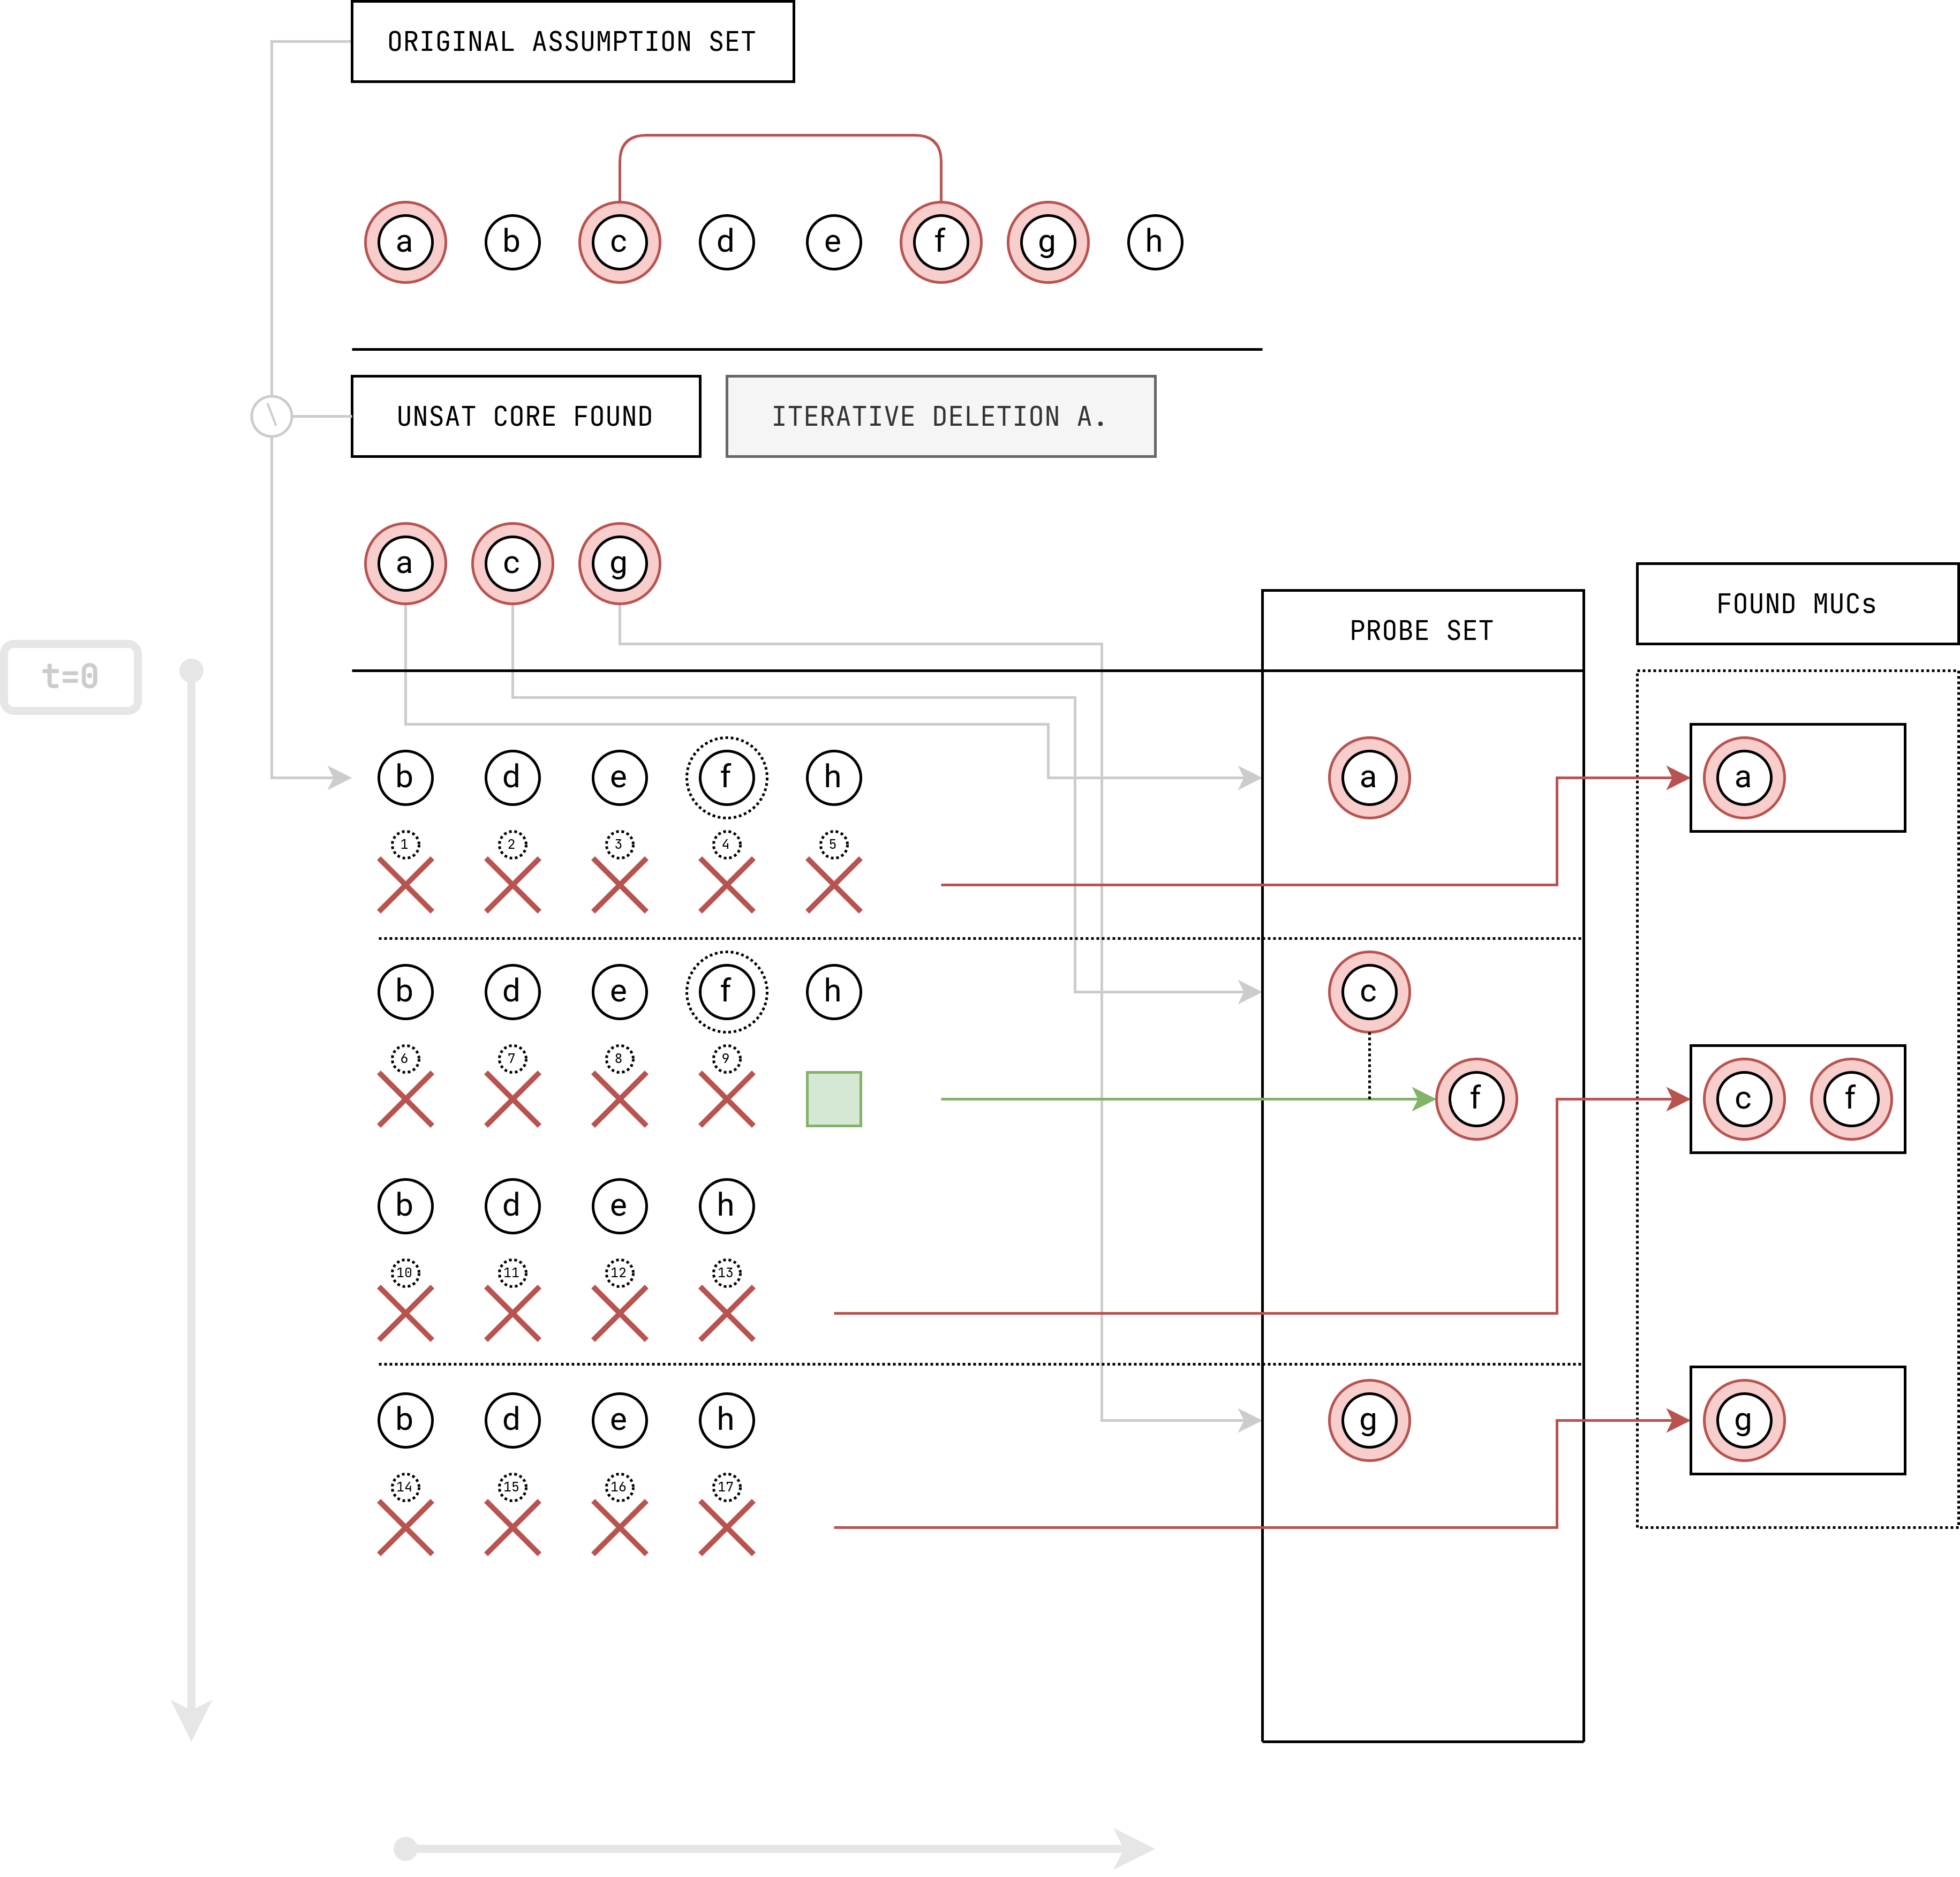 ORIGINAL ASSUMPTION SET
a b c d e f g h
\
UNSAT CORE FOUND
ITERATIVE DELETION A.
a c g
FOUND MUCs
PROBE SET
t=0
b d e f h
a
a
1 2 3 4 5
b d e f h
c
6 7 8 9
f
c f
b d e h
10 11 12 13
b d e h
g
g
14 15 16 17